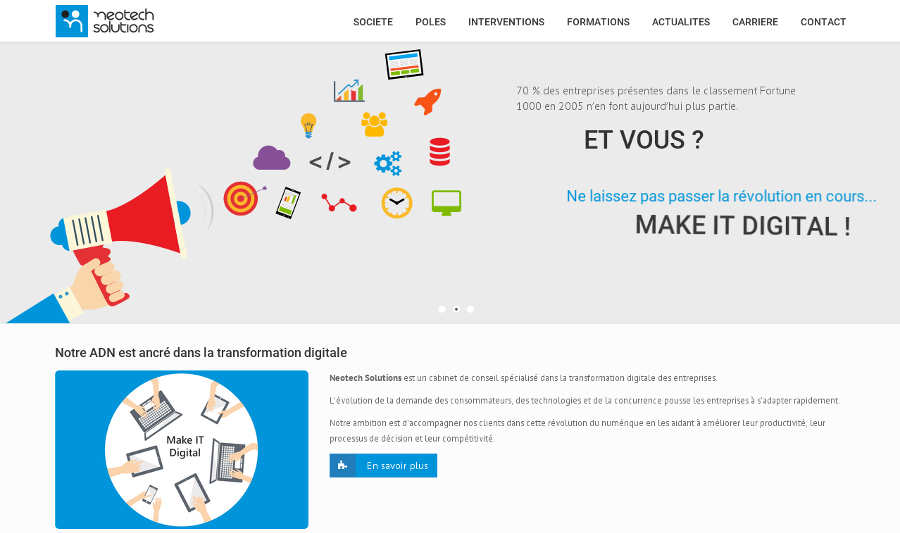 neotech
solutions
SOCIETE POLES INTERVENTIONS FORMATIONS ACTUALITES CARRIERE CONTACT
70 % des entreprises présentes dans le classement Fortune
1000 en 2005 n'en font aujourd'hui plus partie.
ET VOUS ?
</>
Ne laissez pas passer la révolution en cours...
MAKE IT DIGITAL !
Notre ADN est ancré dans la transformation digitale
Make IT
Digital
Neotech Solutions est un cabinet de conseil spécialisé dans la transformation digitale des entreprises.
L'évolution de la demande des consommateurs, des technologies et de la concurrence pousse les entreprises à s'adapter rapidement.
Notre ambition est d'accompagner nos clients dans cette révolution du numérique en les aidant à améliorer leur productivité, leur
processus de décision et leur compétitivité.
En savoir plus